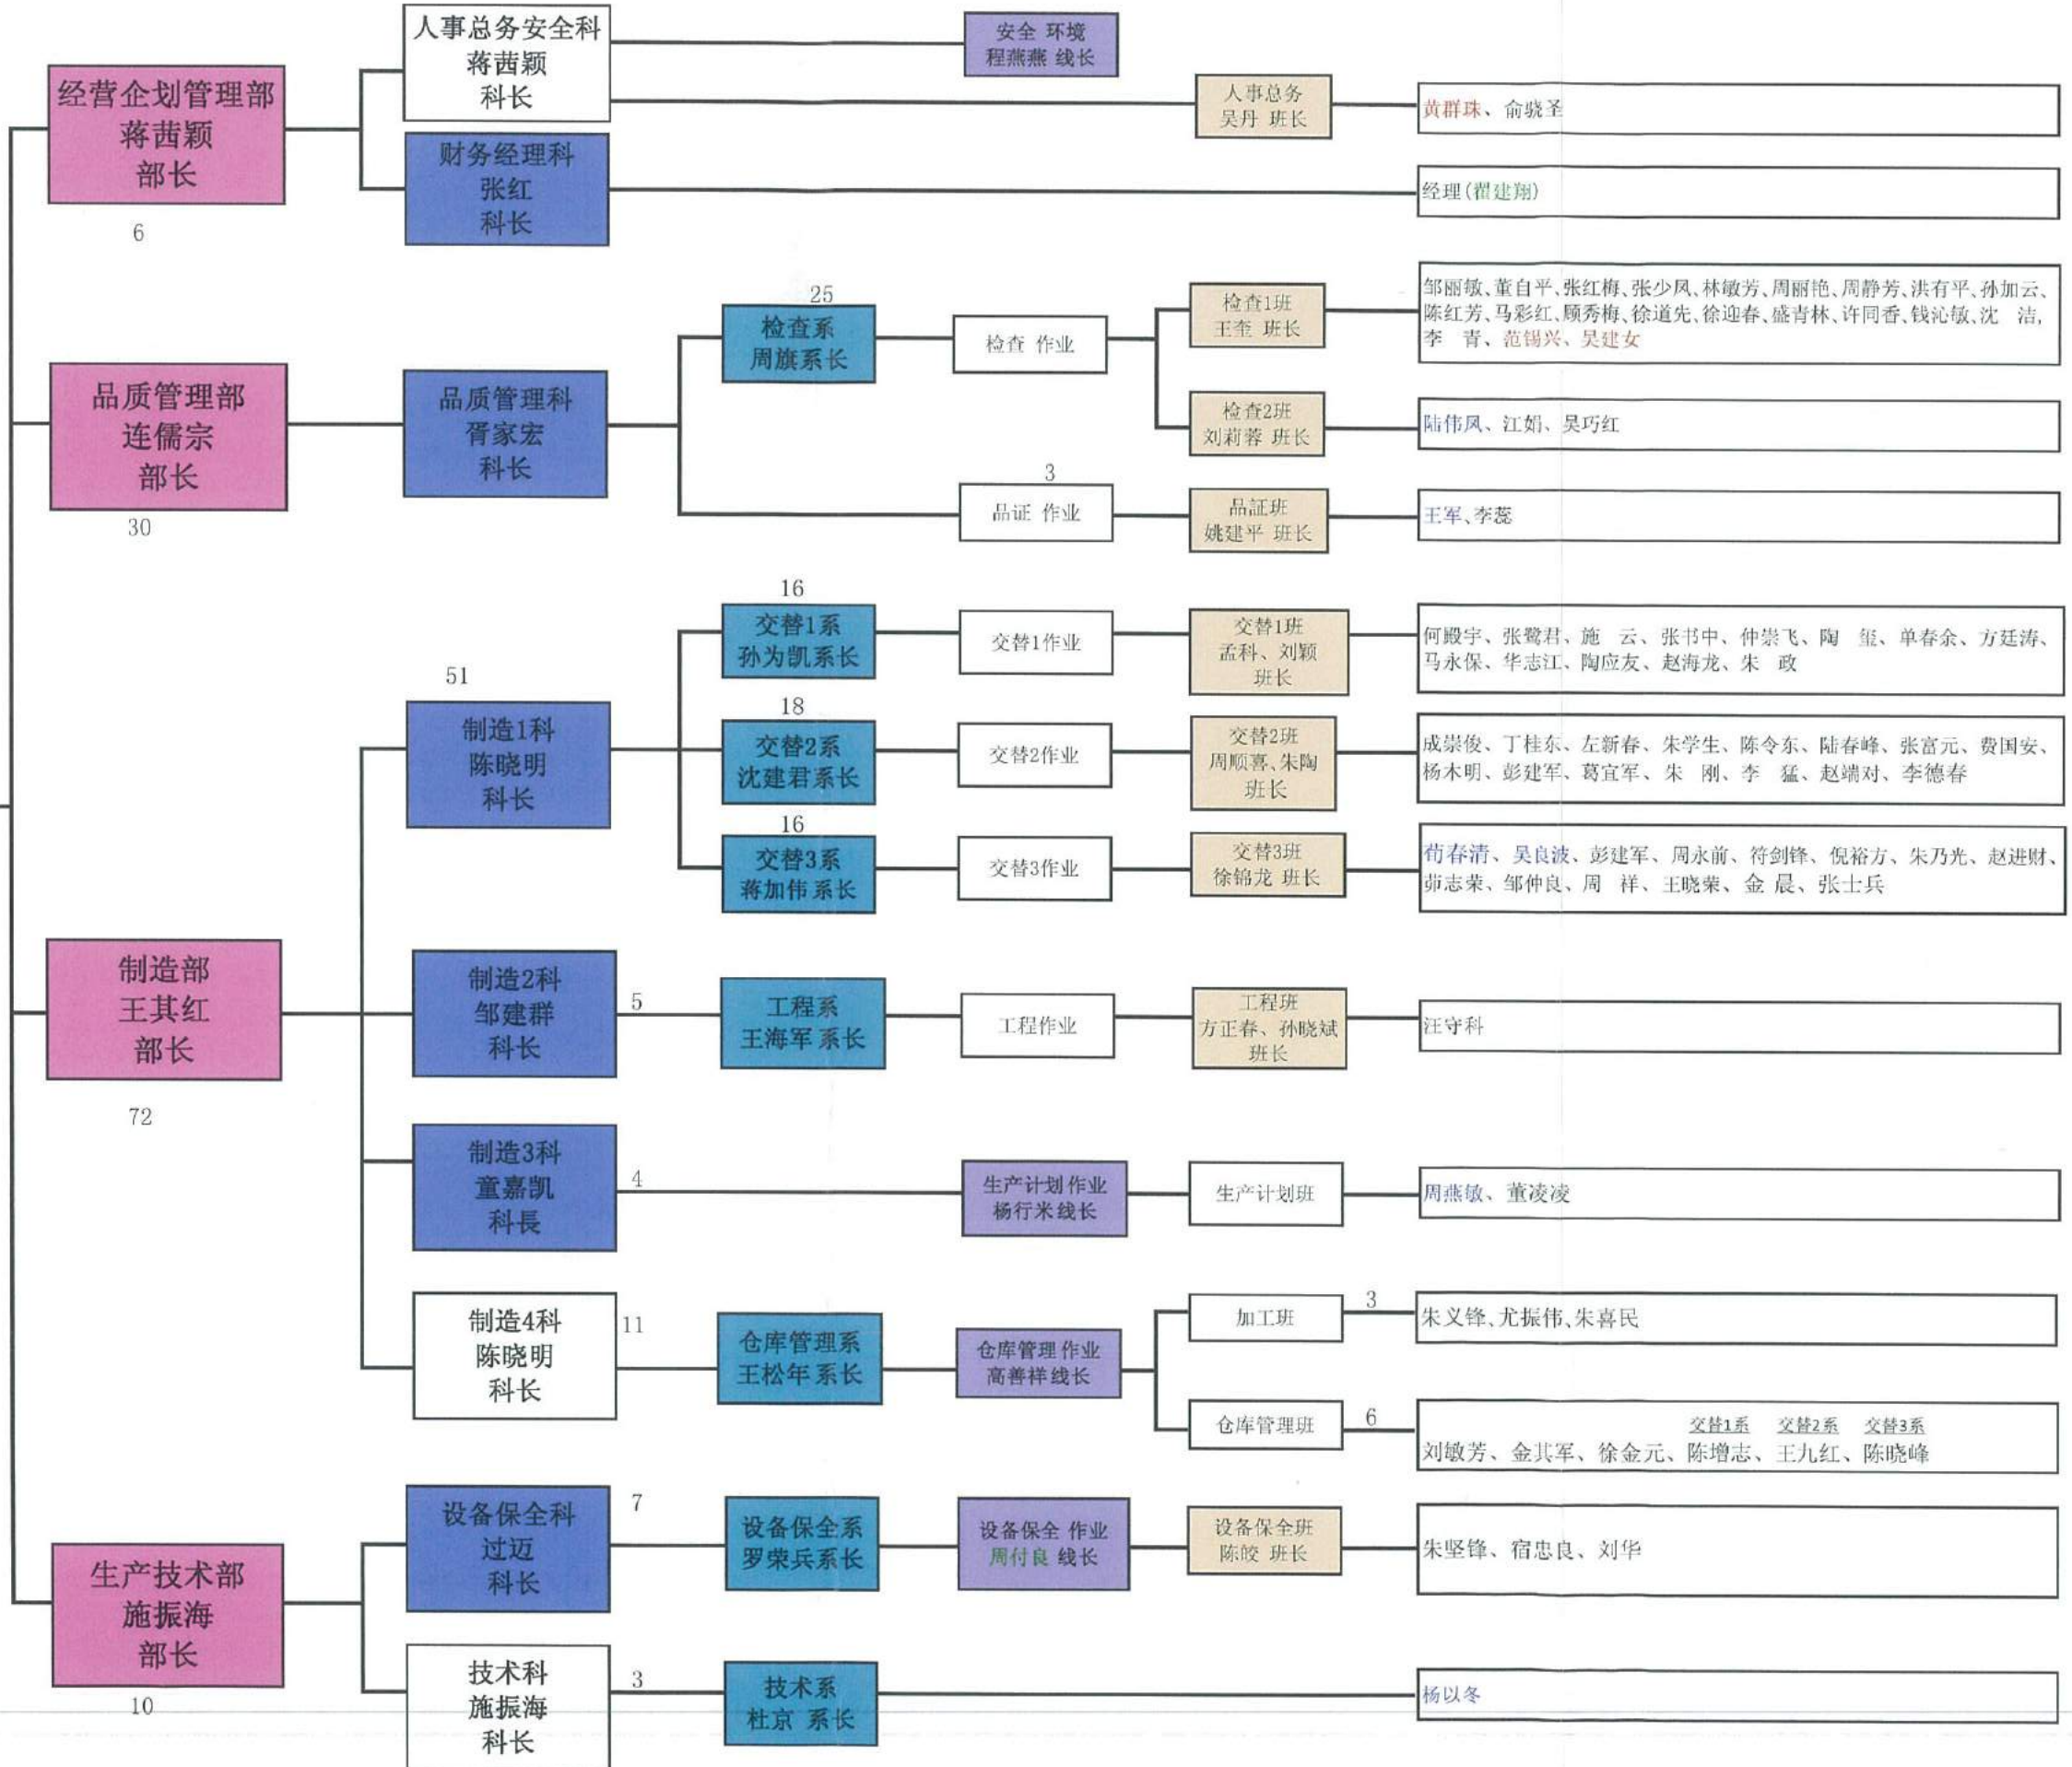 人事总务安全科
蒋茜颖
科长
安全 环境
程燕燕 线长
经营企划管理部
蒋茜颖
部长
6
人事总务
吴丹 班长
黄群珠、俞骁圣
财务经理科
张红
科长
经理(翟建翔)
品质管理部
连儒宗
部长
30
品质管理科
胥家宏
科长
25
检查系
周旗系长
检查 作业
检查1班
王奎 班长
邹丽敏、董自平、张红梅、张少凤、林敏芳、周丽艳、周静芳、洪有平、孙加云、
陈红芳、马彩红、顾秀梅、徐道先、徐迎春、盛青林、许同香、钱沁敏、沈 洁,
李 青、范锡兴、吴建女
检查2班
刘莉蓉 班长
陆伟凤、江娟、吴巧红
3
品证 作业
品証班
姚建平 班长
王军、李蕊
制造部
王其红
部长
72
51
制造1科
陈晓明
科长
16
交替1系
孙为凯系长
交替1作业
交替1班
孟科、刘颖
班长
何殿宇、张鹭君、施 云、张书中、仲崇飞、陶 玺、单春余、方廷涛、
马永保、华志江、陶应友、赵海龙、朱 政
18
交替2系
沈建君系长
交替2作业
交替2班
周顺喜、朱陶
班长
成崇俊、丁桂东、左新春、朱学生、陈令东、陆春峰、张富元、费国安、
杨木明、彭建军、葛宜军、朱 刚、李 猛、赵端对、李德春
16
交替3系
蒋加伟系长
交替3作业
交替3班
徐锦龙 班长
荀春清、吴良波、彭建军、周永前、符剑锋、倪裕方、朱乃光、赵进财、
茆志荣、邹仲良、周 祥、王晓荣、金 晨、张士兵
制造2科
邹建群
科长
5
工程系
王海军系长
工程作业
工程班
方正春、孙晓斌
班长
汪守科
制造3科
童嘉凯
科長
4
生产计划作业
杨行米线长
生产计划班
周燕敏、董凌凌
制造4科
陈晓明
科长
11
仓库管理系
王松年系长
仓库管理作业
高善祥线长
加工班
3
朱义锋、尤振伟、朱喜民
仓库管理班
6
交替1系 交替2系 交替3系
刘敏芳、金其军、徐金元、陈增志、王九红、陈晓峰
生产技术部
施振海
部长
10
设备保全科
过迈
科长
7
设备保全系
罗荣兵系长
设备保全 作业
周付良 线长
设备保全班
陈皎 班长
朱坚锋、宿忠良、刘华
技术科
施振海
科长
3
技术系
杜京 系长
杨以冬